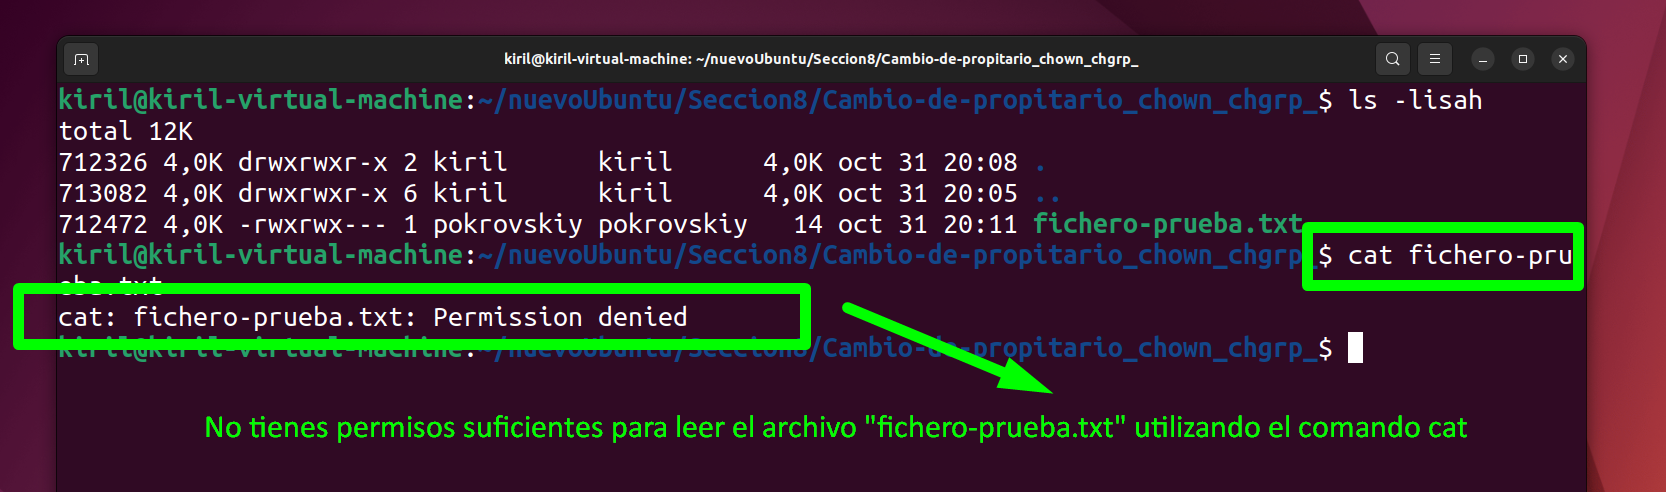 kiril@kiril-virtual-machine: ~/nuevoUbuntu/Seccion8/Cambio-de-propitario_chown_chgrp_
kiril@kiril-virtual-machine:~/nuevoUbuntu/Seccion8/Cambio-de-propitario_chown_chgrp_$ ls -lisah
total 12K
712326 4,0K drwxrwxr-x 2 kiril      kiril      4,0K oct 31 20:08 .
713082 4,0K drwxrwxr-x 6 kiril      kiril      4,0K oct 31 20:05 ..
712472 4,0K -rwxrwx--- 1 pokrovskiy pokrovskiy   14 oct 31 20:11 fichero-prueba.txt
kiril@kiril-virtual-machine:~/nuevoUbuntu/Seccion8/Cambio-de-propitario_chown_chgrp_$ cat fichero-pru
eba.txt
cat: fichero-prueba.txt: Permission denied
kiril@kiril-virtual-machine:~/nuevoUbuntu/Seccion8/Cambio-de-propitario_chown_chgrp_$
No tienes permisos suficientes para leer el archivo "fichero-prueba.txt" utilizando el comando cat